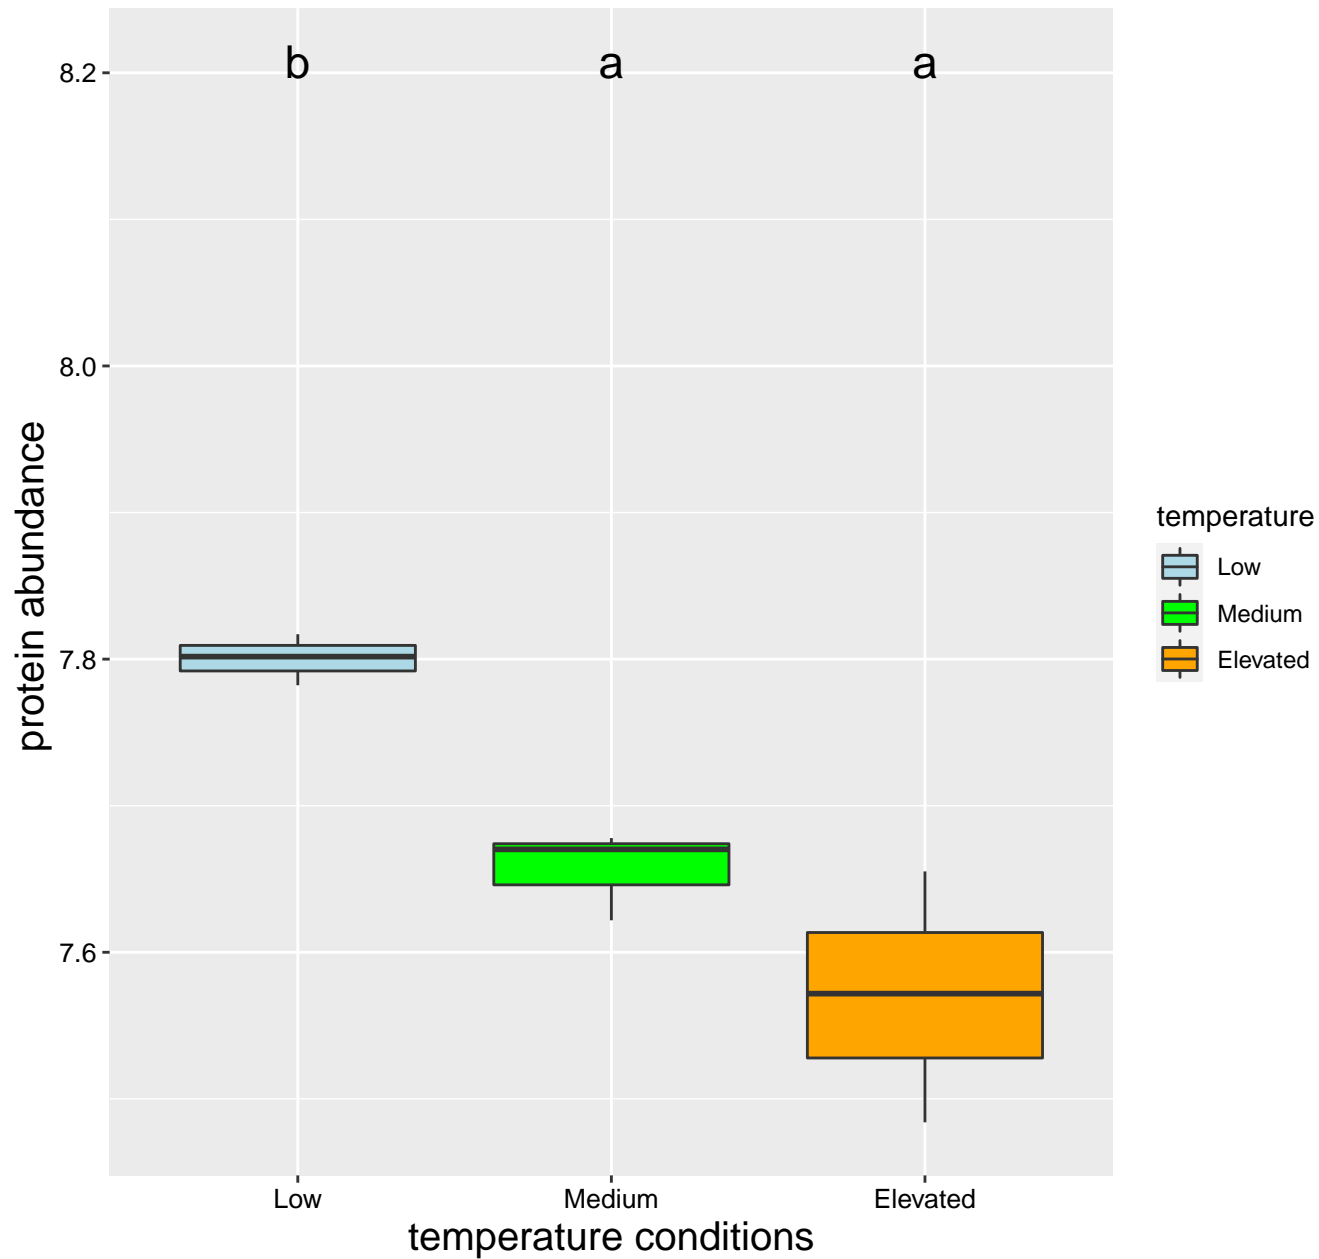 b a a
8.2
8.0
7.8
7.6
protein abundance
Low Medium Elevated
temperature conditions
temperature
Low
Medium
Elevated